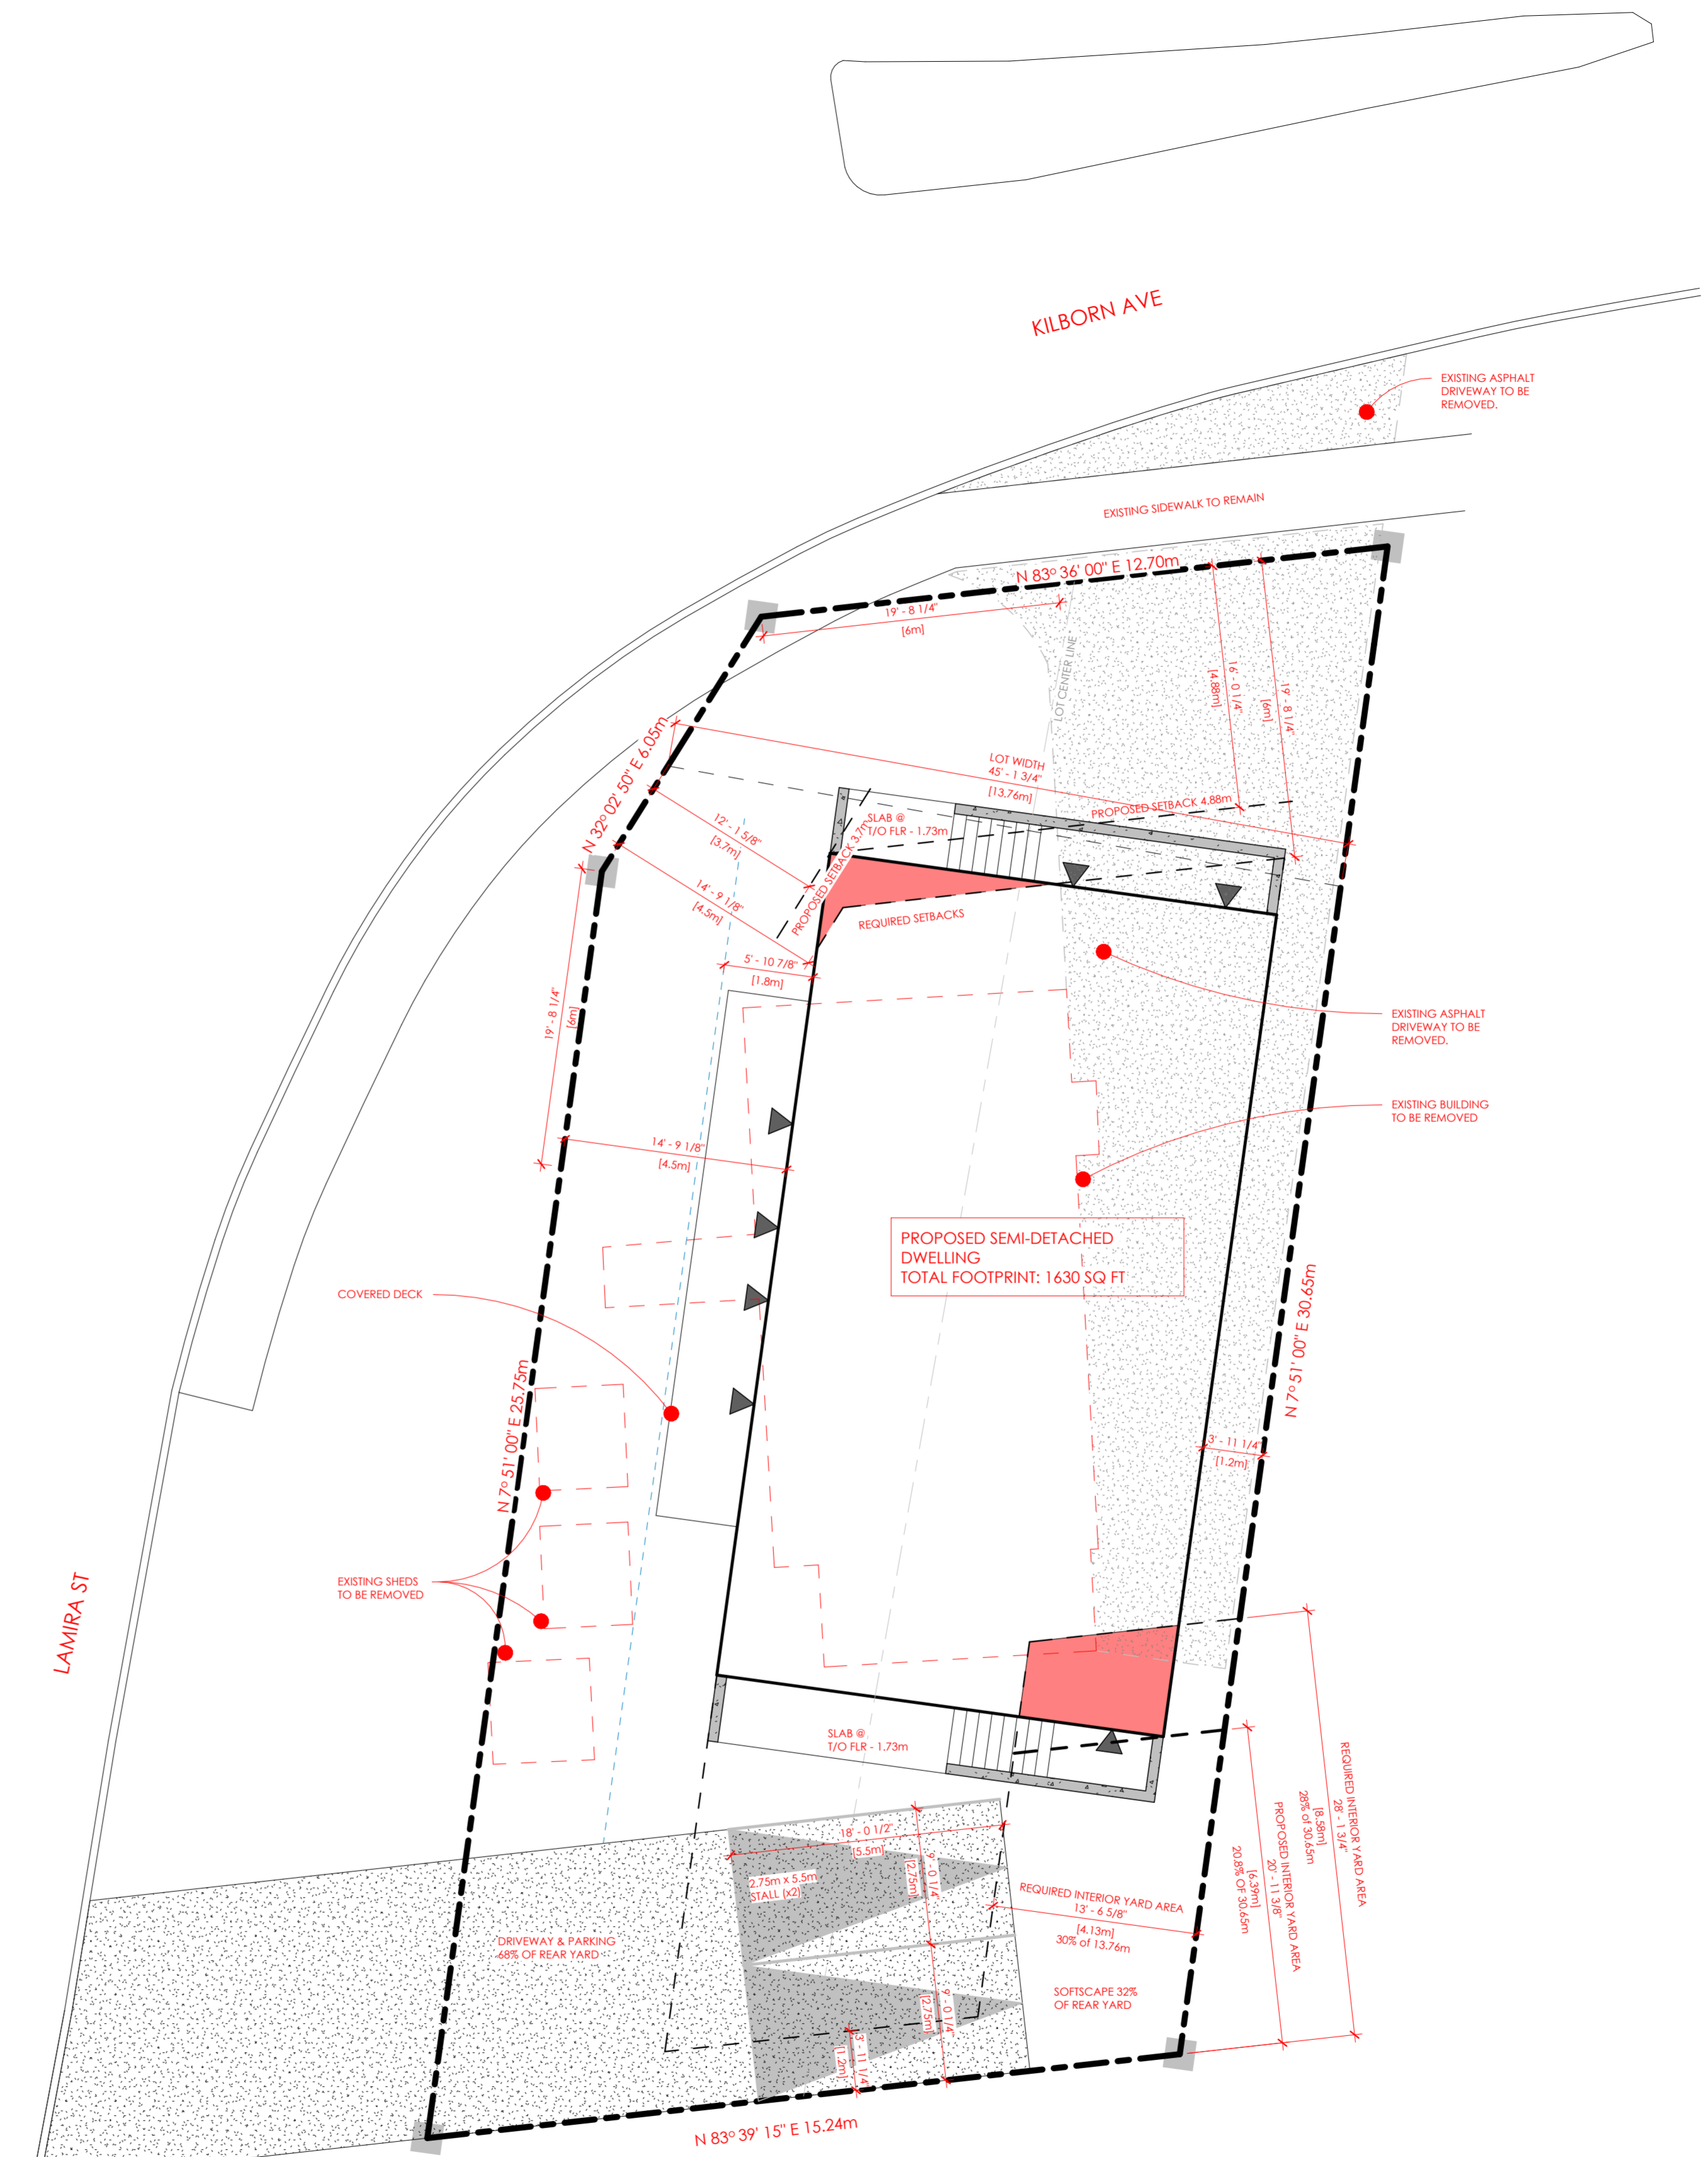 KILBORN AVE
EXISTING ASPHALT
DRIVEWAY TO BE
REMOVED.
EXISTING SIDEWALK TO REMAIN
N 83° 36' 00" E 12.70m
19' - 8 1/4"
[6m]
LOT CENTER LINE
16' - 0 1/4"
[4.88m]
19' - 8 1/4"
[6m]
N 32° 02' 50" E 6.05m
LOT WIDTH
45' - 1 3/4"
[13.76m]
PROPOSED SETBACK 4.88m
SLAB @
T/O FLR - 1.73m
12' - 1 5/8"
[3.7m]
PROPOSED SETBACK 3.7m
14' - 9 1/8"
[4.5m]
REQUIRED SETBACKS
5' - 10 7/8"
[1.8m]
19' - 8 1/4"
[6m]
EXISTING ASPHALT
DRIVEWAY TO BE
REMOVED.
EXISTING BUILDING
TO BE REMOVED
14' - 9 1/8"
[4.5m]
PROPOSED SEMI-DETACHED
DWELLING
TOTAL FOOTPRINT: 1630 SQ FT
COVERED DECK
N 7° 51' 00" E 30.65m
N 7° 51' 00" E 25.75m
3' - 11 1/4"
[1.2m]
EXISTING SHEDS
TO BE REMOVED
LAMIRA ST
SLAB @
T/O FLR - 1.73m
REQUIRED INTERIOR YARD AREA
28' - 1 3/4"
[8.58m]
28% of 30.65m
PROPOSED INTERIOR YARD AREA
20' - 11 3/8"
[6.39m]
20.8% OF 30.65m
18' - 0 1/2"
[5.5m]
9' - 0 1/4"
[2.75m]
2.75m x 5.5m
STALL (x2)
REQUIRED INTERIOR YARD AREA
13' - 6 5/8"
[4.13m]
30% of 13.76m
DRIVEWAY & PARKING
68% OF REAR YARD
SOFTSCAPE 32%
OF REAR YARD
9' - 0 1/4"
[2.75m]
3' - 11 1/4"
[1.2m]
N 83° 39' 15" E 15.24m